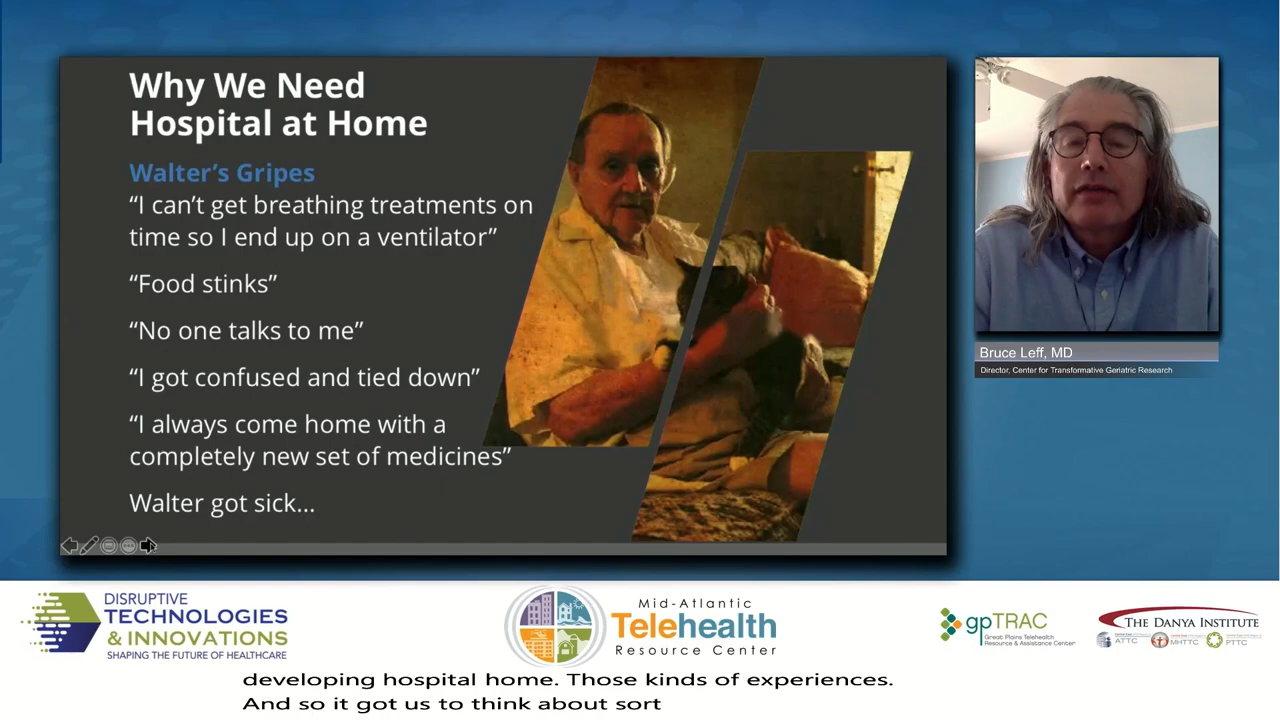 Why We Need
Hospital at Home
Walter's Gripes
“I can't get breathing treatments on
time so I end up on a ventilator”
“Food stinks”
“No one talks to me”
“I got confused and tied down”
“I always come home with a
completely new set of medicines”
Walter got sick...
Bruce Leff, MD
Director, Center for Transformative Geriatric Research
DISRUPTIVE
TECHNOLOGIES
& INNOVATIONS
SHAPING THE FUTURE OF HEALTHCARE
Mid-Atlantic
Telehealth
Resource Center
gpTRAC
Great Plains Telehealth
Resource & Assistance Center
THE DANYA INSTITUTE
ATTC
MHTTC
PTTC
developing hospital home. Those kinds of experiences.
And so it got us to think about sort